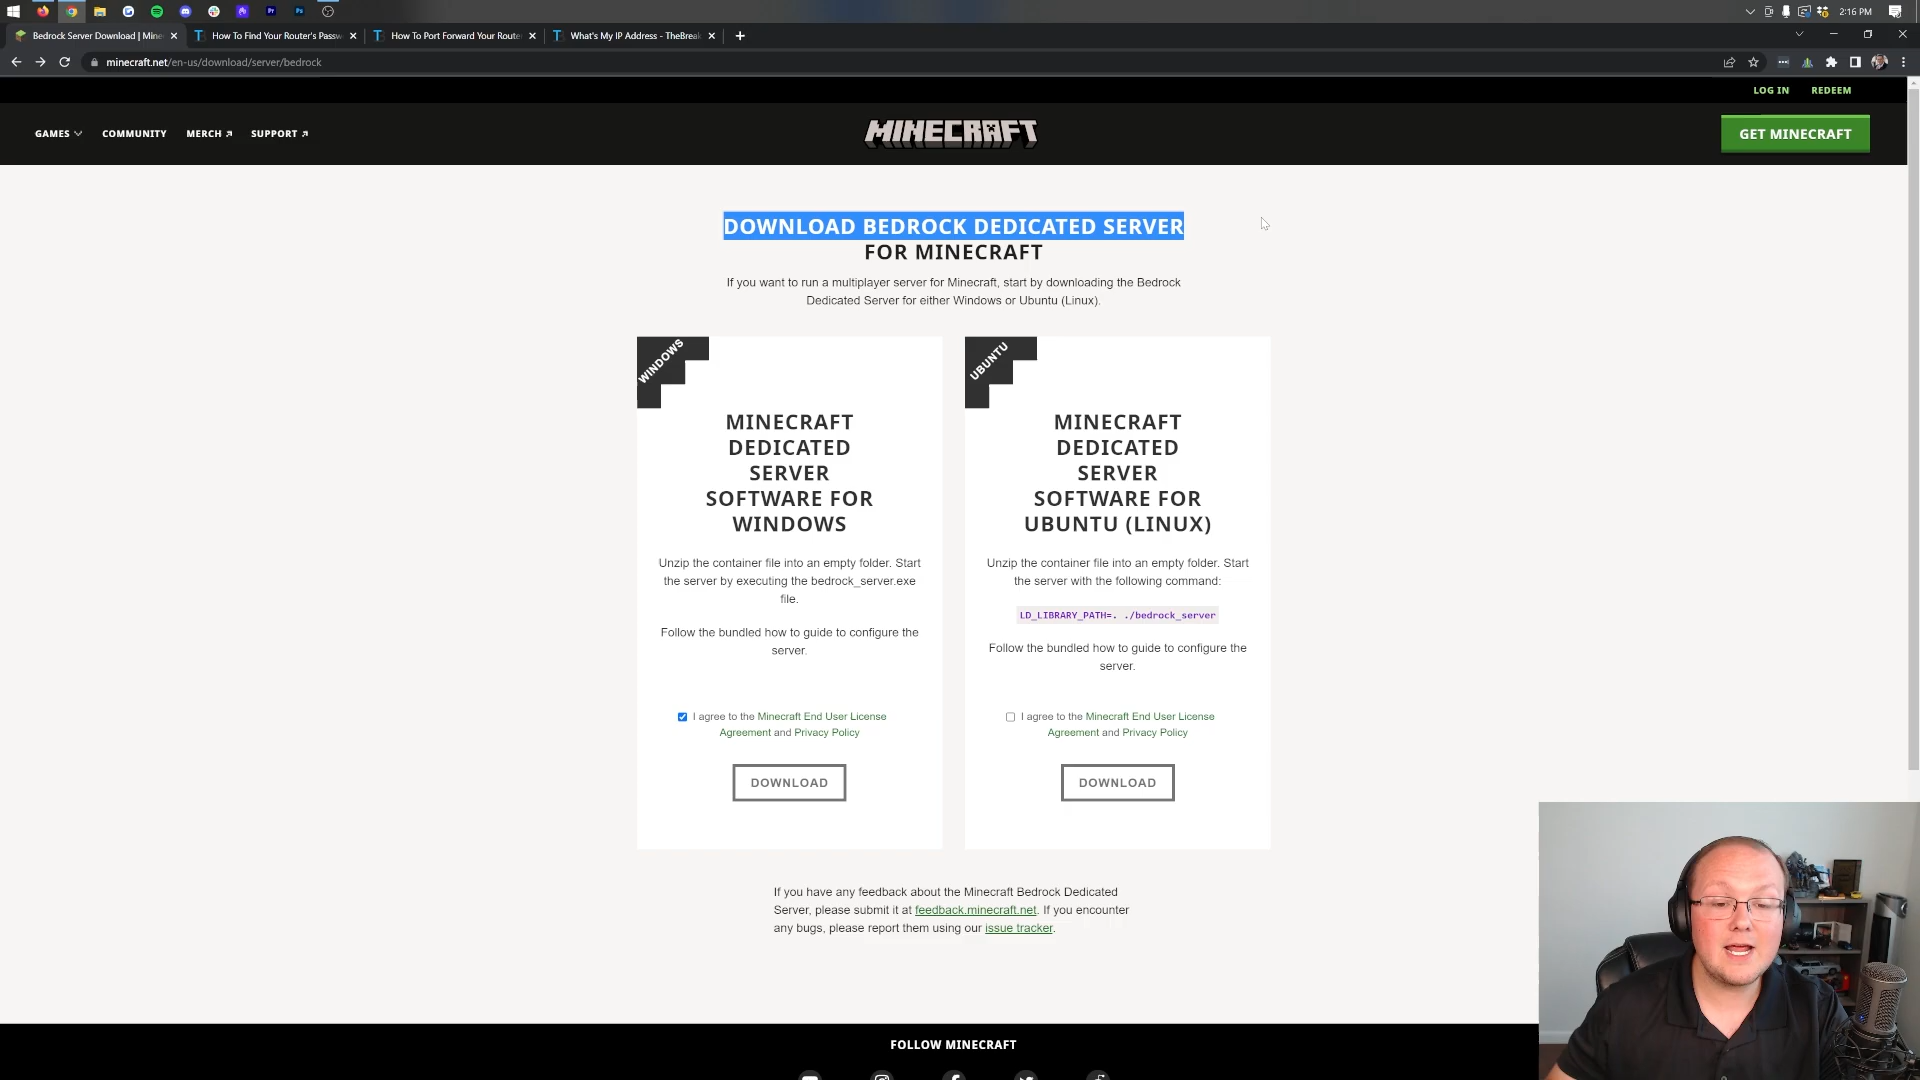 2:16 PM
Bedrock Server Download | Mine
How To Find Your Router's Passw
How To Port Forward Your Route
What's My IP Address - TheBreak
minecraft.net/en-us/download/server/bedrock
LOG IN
REDEEM
GAMES
COMMUNITY
MERCH
SUPPORT
MINECRAFT
GET MINECRAFT
DOWNLOAD BEDROCK DEDICATED SERVER
FOR MINECRAFT
If you want to run a multiplayer server for Minecraft, start by downloading the Bedrock
Dedicated Server for either Windows or Ubuntu (Linux).
WINDOWS
MINECRAFT
DEDICATED
SERVER
SOFTWARE FOR
WINDOWS
Unzip the container file into an empty folder. Start
the server by executing the bedrock_server.exe
file.
Follow the bundled how to guide to configure the
server.
I agree to the Minecraft End User License
Agreement and Privacy Policy
DOWNLOAD
UBUNTU
MINECRAFT
DEDICATED
SERVER
SOFTWARE FOR
UBUNTU (LINUX)
Unzip the container file into an empty folder. Start
the server with the following command:
LD_LIBRARY_PATH=. ./bedrock_server
Follow the bundled how to guide to configure the
server.
I agree to the Minecraft End User License
Agreement and Privacy Policy
DOWNLOAD
If you have any feedback about the Minecraft Bedrock Dedicated
Server, please submit it at feedback.minecraft.net. If you encounter
any bugs, please report them using our issue tracker.
FOLLOW MINECRAFT